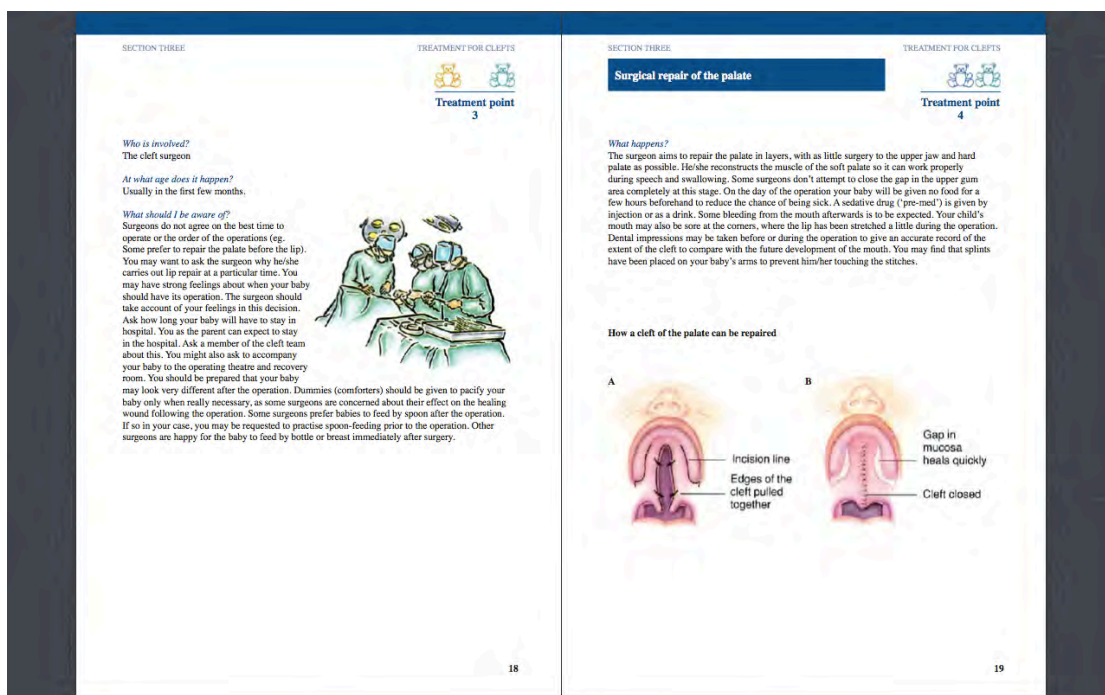 SECTION THREE
TREATMENT FOR CLEFTS
Treatment point
3
Who is involved?
The cleft surgeon
At what age does it happen?
Usually in the first few months.
What should I be aware of?
Surgeons do not agree on the best time to
operate or the order of the operations (eg.
Some prefer to repair the palate before the lip).
You may want to ask the surgeon why he/she
carries out lip repair at a particular time. You
may have strong feelings about when your baby
should have its operation. The surgeon should
take account of your feelings in this decision.
Ask how long your baby will have to stay in
hospital. You as the parent can expect to stay
in the hospital. Ask a member of the cleft team
about this. You might also ask to accompany
your baby to the operating theatre and recovery
room. You should be prepared that your baby
may look very different after the operation. Dummies (comforters) should be given to pacify your
baby only when really necessary, as some surgeons are concerned about their effect on the healing
wound following the operation. Some surgeons prefer babies to feed by spoon after the operation.
If so in your case, you may be requested to practise spoon-feeding prior to the operation. Other
surgeons are happy for the baby to feed by bottle or breast immediately after surgery.
18
SECTION THREE
TREATMENT FOR CLEFTS
Surgical repair of the palate
Treatment point
4
What happens?
The surgeon aims to repair the palate in layers, with as little surgery to the upper jaw and hard
palate as possible. He/she reconstructs the muscle of the soft palate so it can work properly
during speech and swallowing. Some surgeons don't attempt to close the gap in the upper gum
area completely at this stage. On the day of the operation your baby will be given no food for a
few hours beforehand to reduce the chance of being sick. A sedative drug ('pre-med') is given by
injection or as a drink. Some bleeding from the mouth afterwards is to be expected. Your child's
mouth may also be sore at the corners, where the lip has been stretched a little during the operation.
Dental impressions may be taken before or during the operation to give an accurate record of the
extent of the cleft to compare with the future development of the mouth. You may find that splints
have been placed on your baby's arms to prevent him/her touching the stitches.
How a cleft of the palate can be repaired
A
Incision line
Edges of the
cleft pulled
together
B
Gap in
mucosa
heals quickly
Cleft closed
19